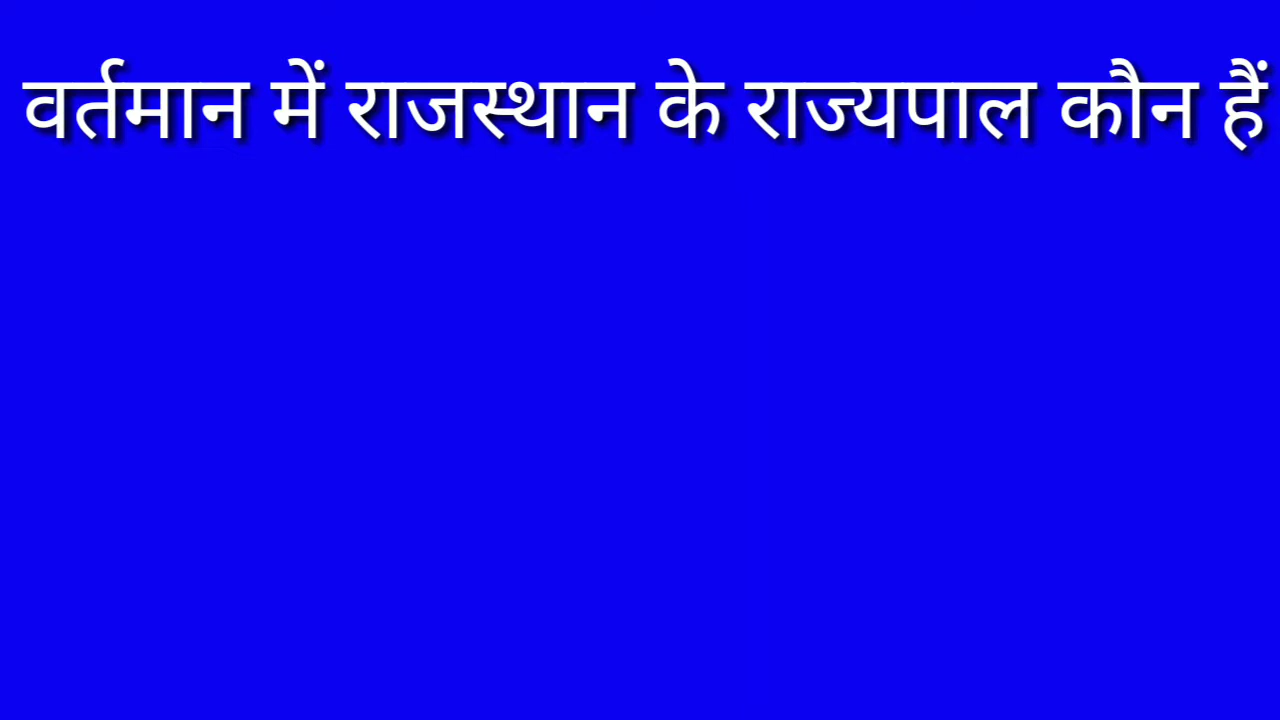 वर्तमान में राजस्थान के राज्यपाल कौन हैं